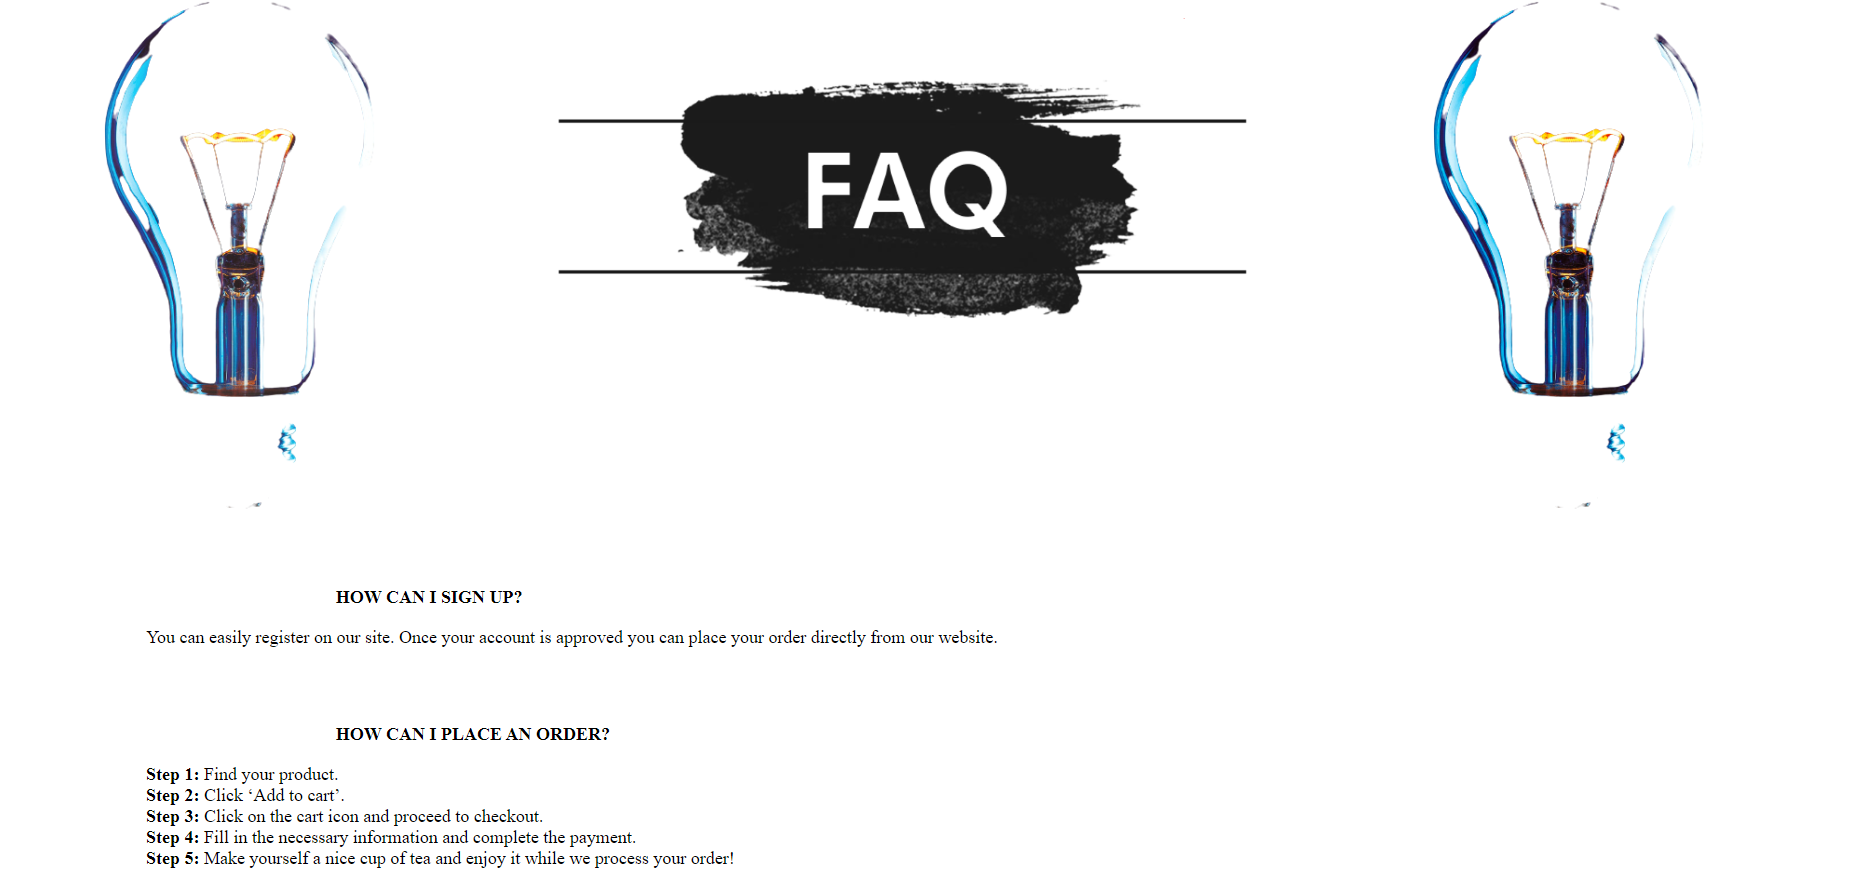 FAQ
HOW CAN I SIGN UP?
You can easily register on our site. Once your account is approved you can place your order directly from our website.
HOW CAN I PLACE AN ORDER?
Step 1: Find your product.
Step 2: Click ‘Add to cart’.
Step 3: Click on the cart icon and proceed to checkout.
Step 4: Fill in the necessary information and complete the payment.
Step 5: Make yourself a nice cup of tea and enjoy it while we process your order!